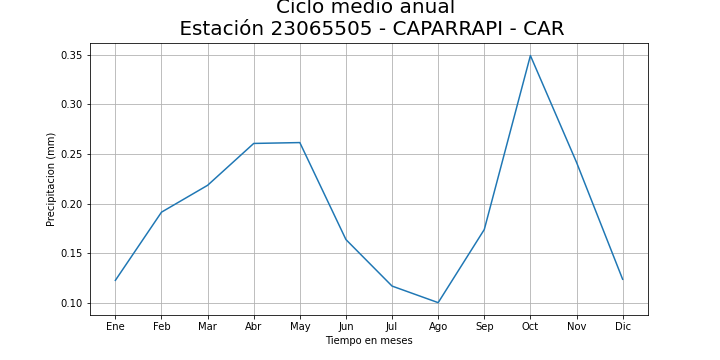 Ciclo medio anual
Estación 23065505 - CAPARRAPI - CAR
0.35
0.30
0.25
0.20
0.15
0.10
Precipitacion (mm)
Ene Feb Mar Abr May Jun Jul Ago Sep Oct Nov Dic
Tiempo en meses